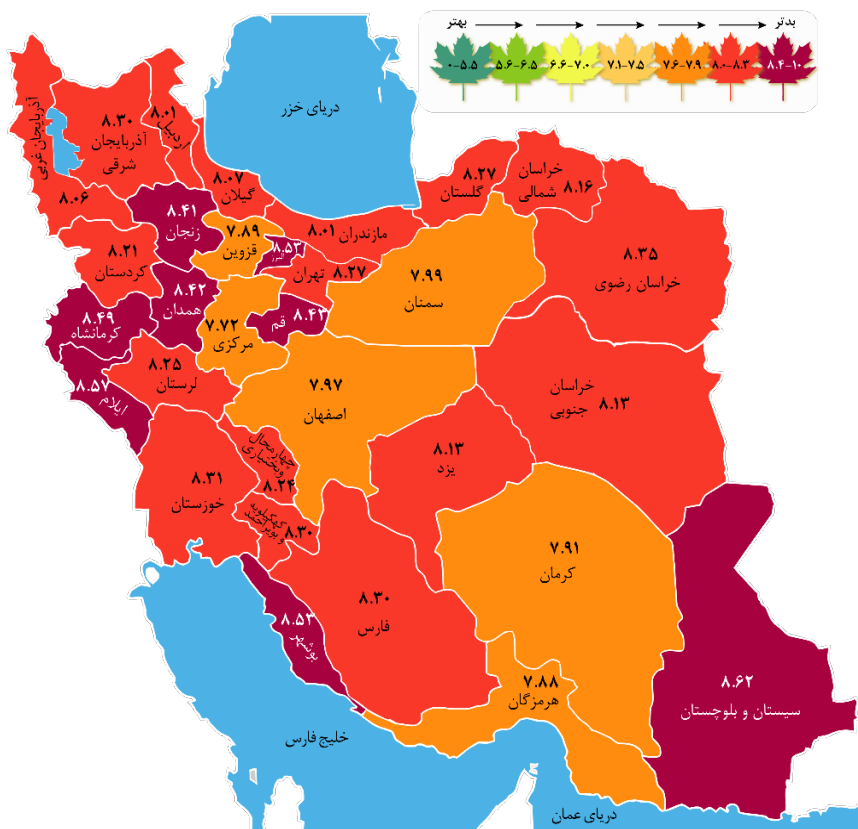 بهتر
بدتر
۰-۵.۵
۵.۶-۶.۵
۶.۶-۷.۰
۷.۱-۷.۵
۷.۶-۷.۹
۸.۰-۸.۳
۸.۴-۱۰
دریای خزر
آذربایجان غربی
۸.۰۶
۸.۳۰
آذربایجان
شرقی
۸.۰۱
اردبیل
۸.۰۷
گیلان
۸.۲۷
گلستان
خراسان
شمالی
۸.۱۶
۸.۳۵
خراسان رضوی
۸.۴۱
زنجان
۷.۸۹
قزوین
۸.۵۳
البرز
مازندران ۸.۰۱
تهران ۸.۲۷
۷.۹۹
سمنان
۸.۲۱
کردستان
۸.۴۲
همدان
۷.۷۲
مرکزی
قم ۸.۴۳
۸.۴۹
کرمانشاه
۸.۵۷
ایلام
۸.۲۵
لرستان
۷.۹۷
اصفهان
خراسان
جنوبی
۸.۱۳
۸.۱۳
یزد
چهارمحال
وبختیاری
۸.۲۴
۸.۳۱
خوزستان
کهکیلویه
و بویراحمد
۸.۳۰
۷.۹۱
کرمان
۸.۳۰
فارس
۸.۵۳
بوشهر
۷.۸۸
هرمزگان
۸.۶۲
سیستان و بلوچستان
خلیج فارس
دریای عمان